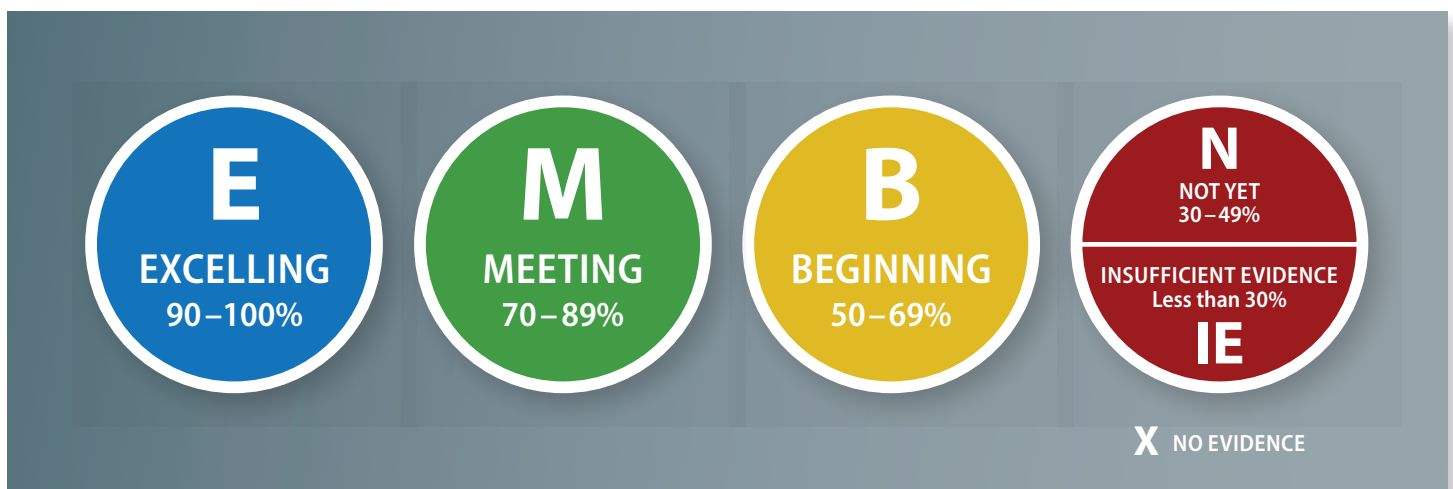 E
EXCELLING
90–100%
M
MEETING
70–89%
B
BEGINNING
50–69%
N
NOT YET
30–49%
INSUFFICIENT EVIDENCE
Less than 30%
IE
X NO EVIDENCE